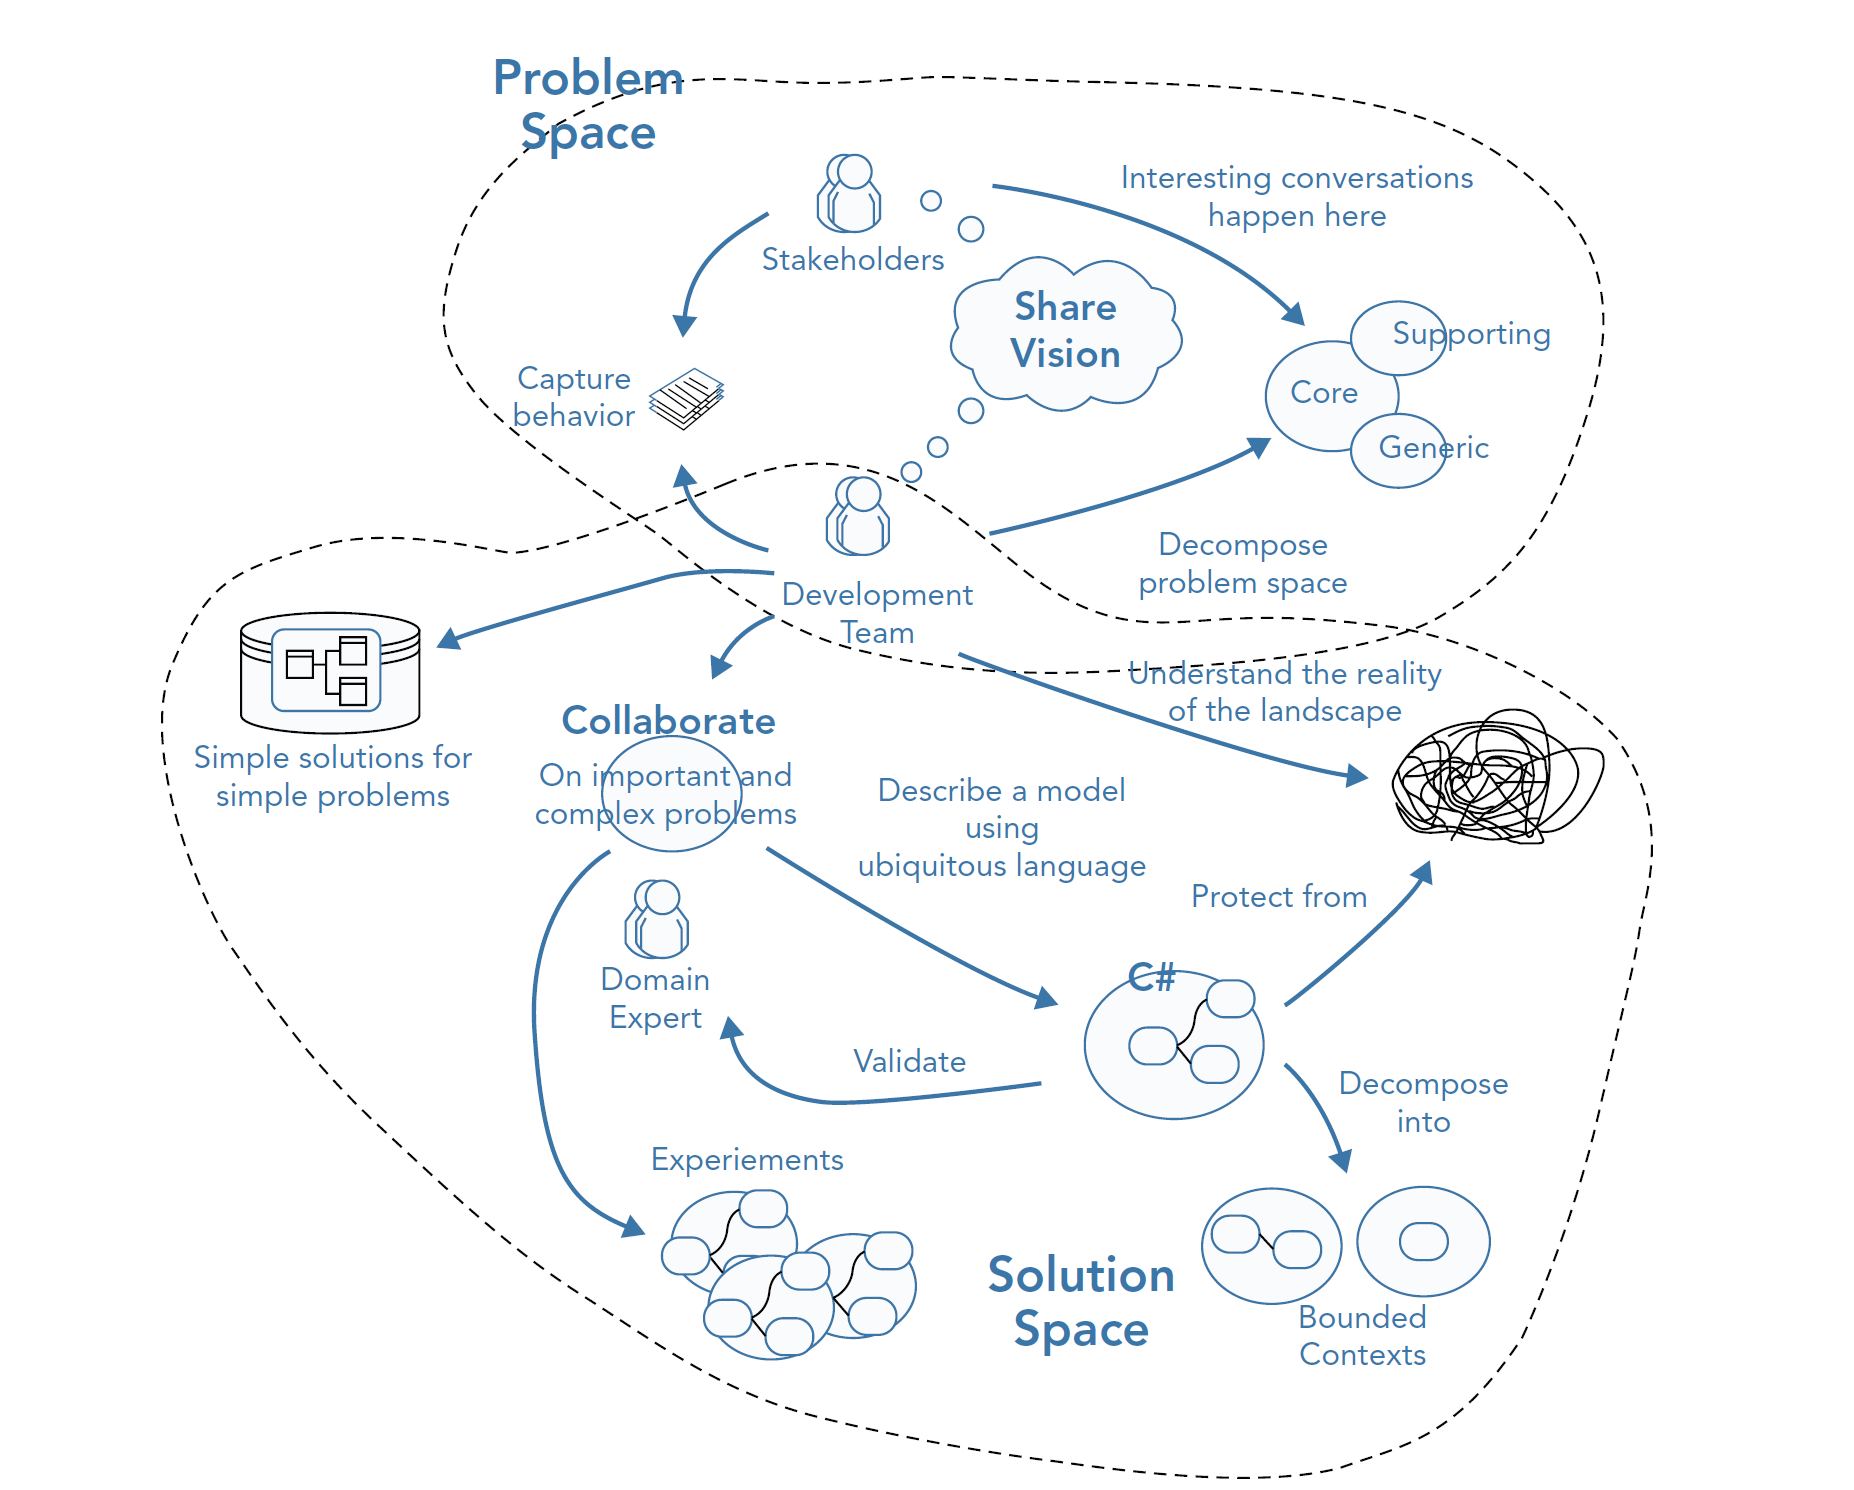 Problem
Space
Stakeholders
Interesting conversations
happen here
Share
Vision
Supporting
Core
Generic
Capture
behavior
Decompose
problem space
Development
Team
Understand the reality
of the landscape
Simple solutions for
simple problems
Collaborate
On important and
complex problems
Describe a model
using
ubiquitous language
Protect from
Domain
Expert
C#
Validate
Decompose
into
Experiements
Solution
Space
Bounded
Contexts